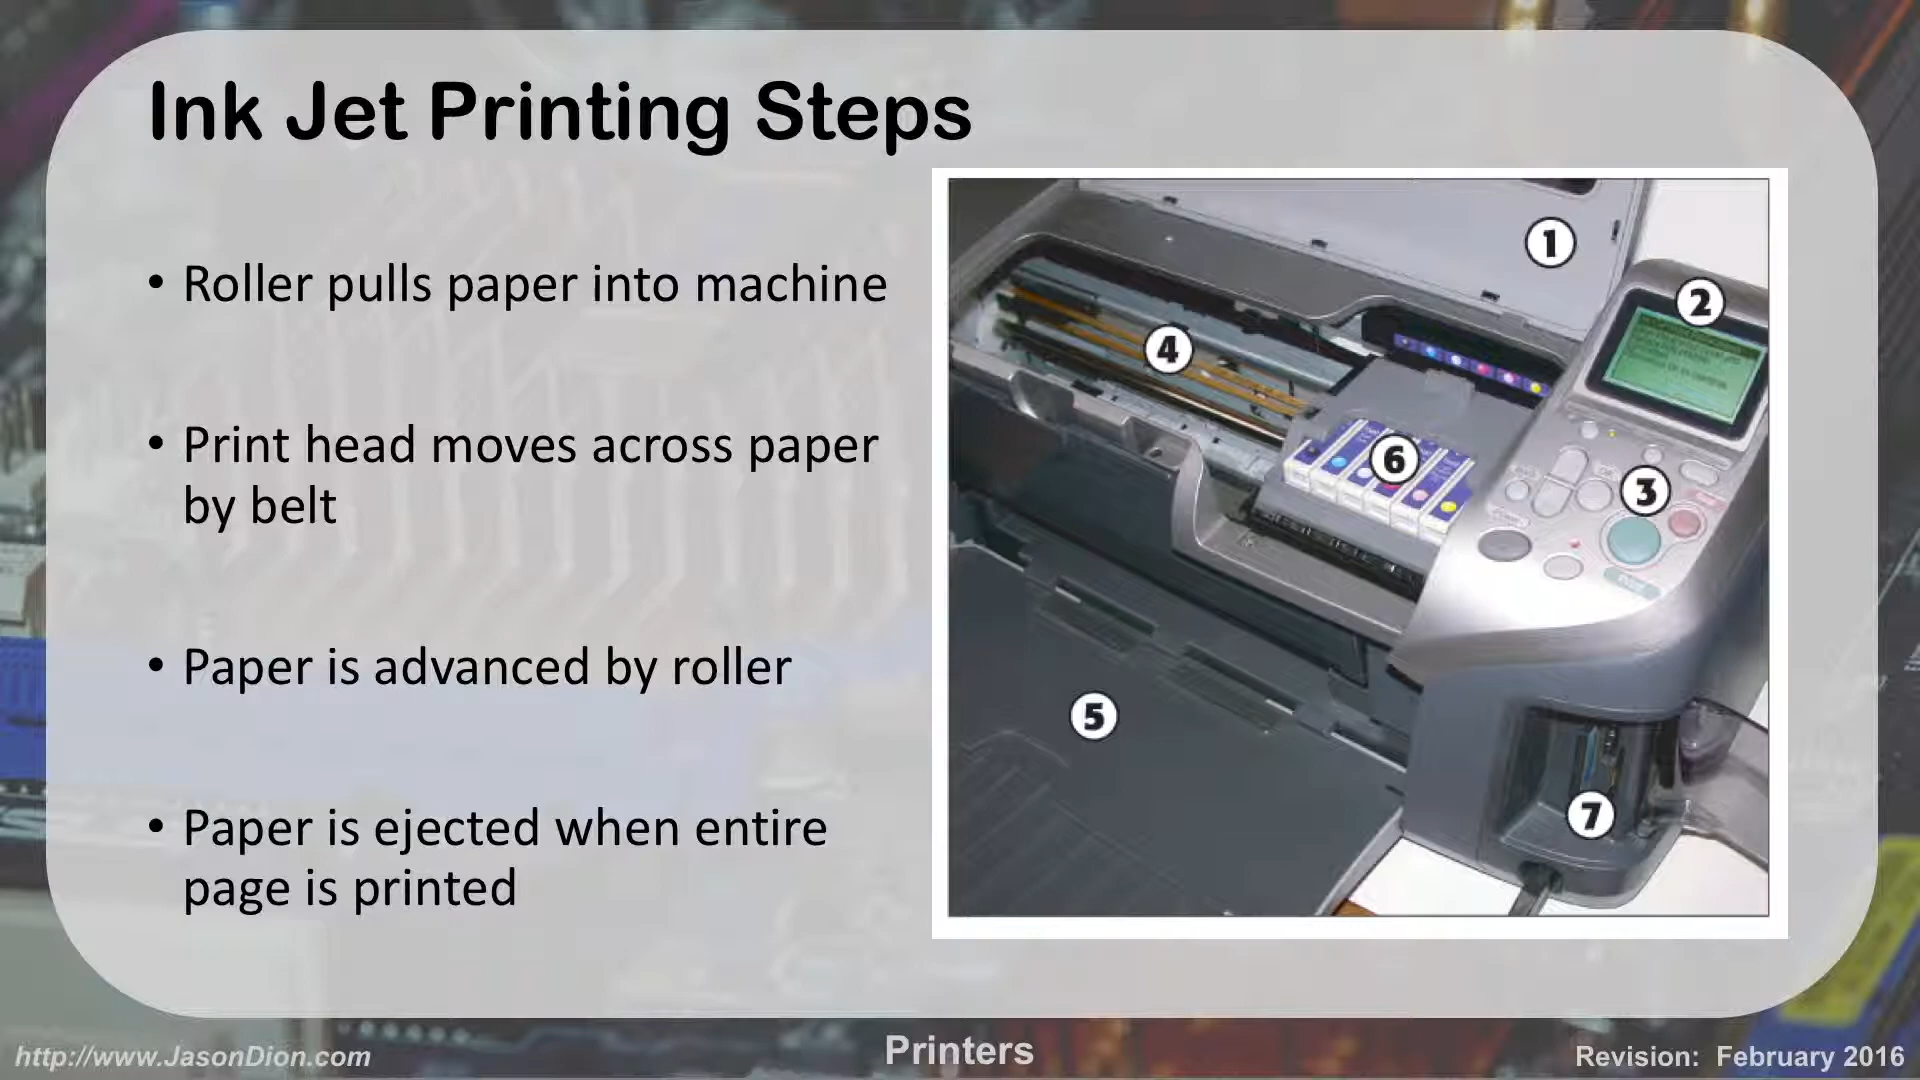 Ink Jet Printing Steps
• Roller pulls paper into machine
• Print head moves across paper
by belt
• Paper is advanced by roller
• Paper is ejected when entire
page is printed
1
2
4
6
3
5
7
http://www.JasonDion.com
Printers
Revision: February 2016